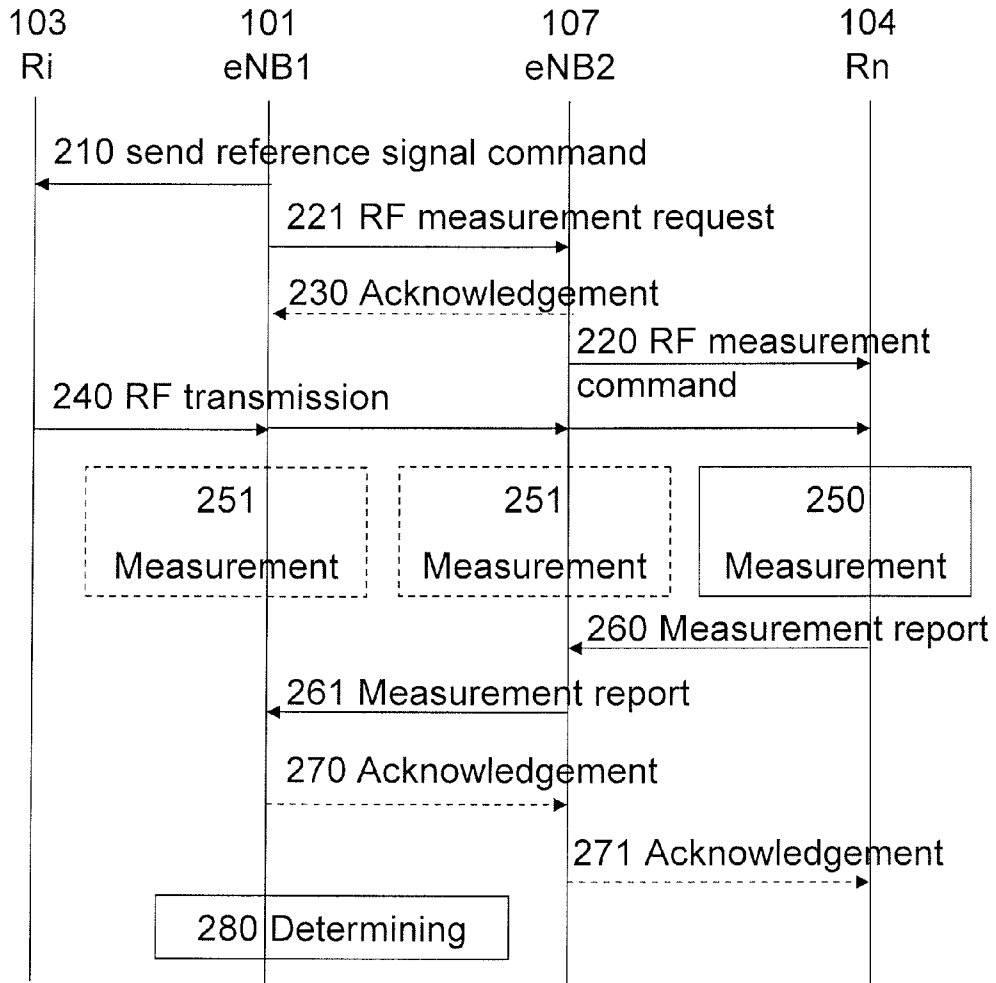 103 101 107 104
Ri eNB1 eNB2 Rn
210 send reference signal command
221 RF measurement request
230 Acknowledgement
220 RF measurement
command
240 RF transmission
251 251 250
Measurement Measurement Measurement
260 Measurement report
261 Measurement report
270 Acknowledgement
271 Acknowledgement
280 Determining